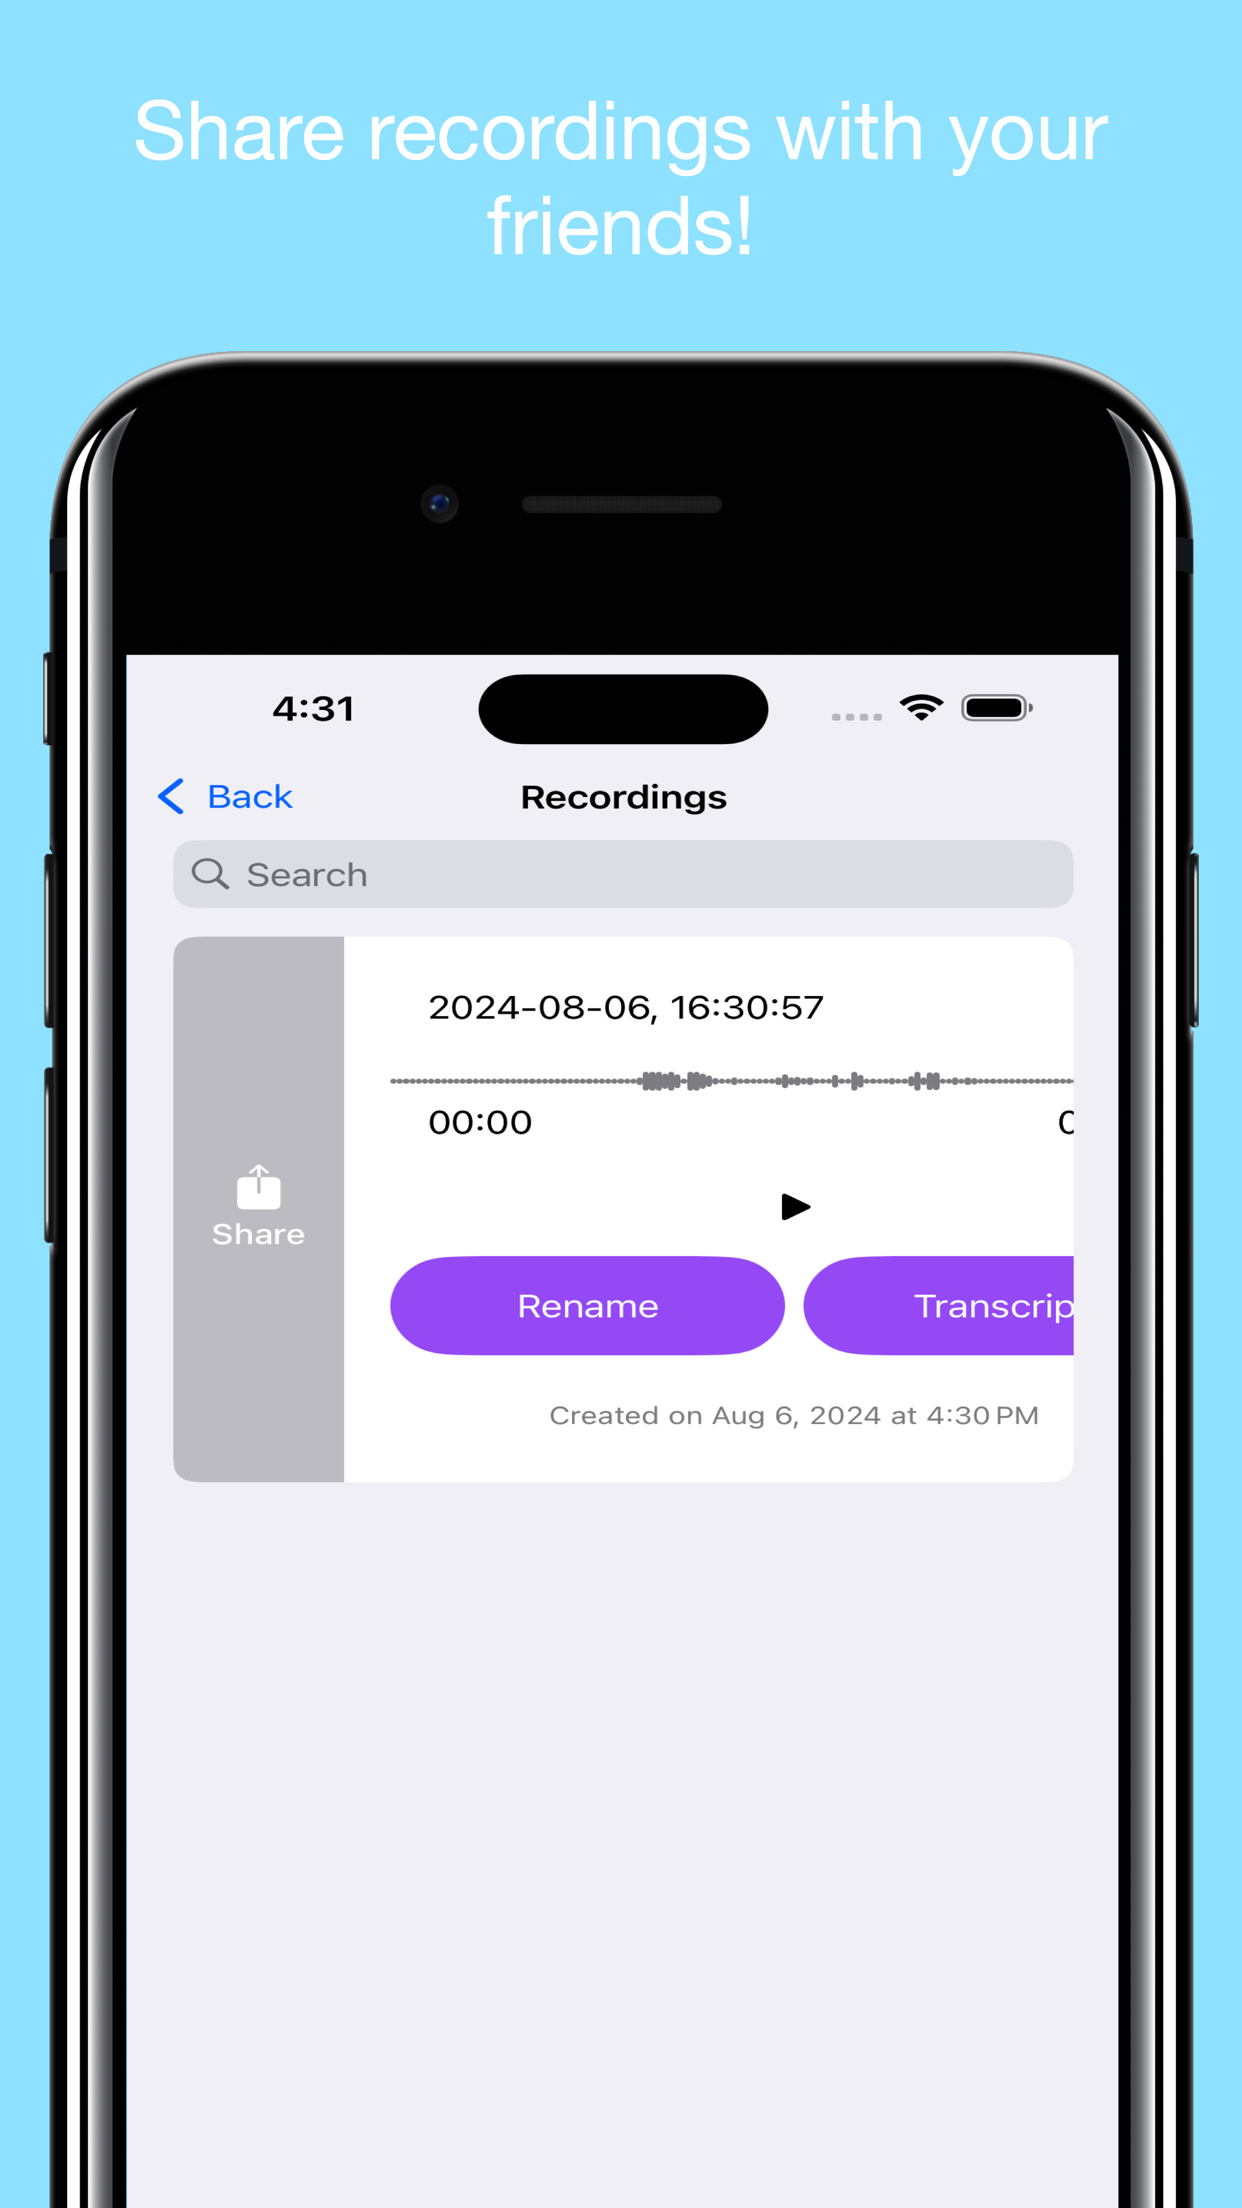 Share recordings with your
friends!
4:31
Back
Recordings
Search
2024-08-06, 16:30:57
00:00
Share
Rename
Transcrip
Created on Aug 6, 2024 at 4:30 PM